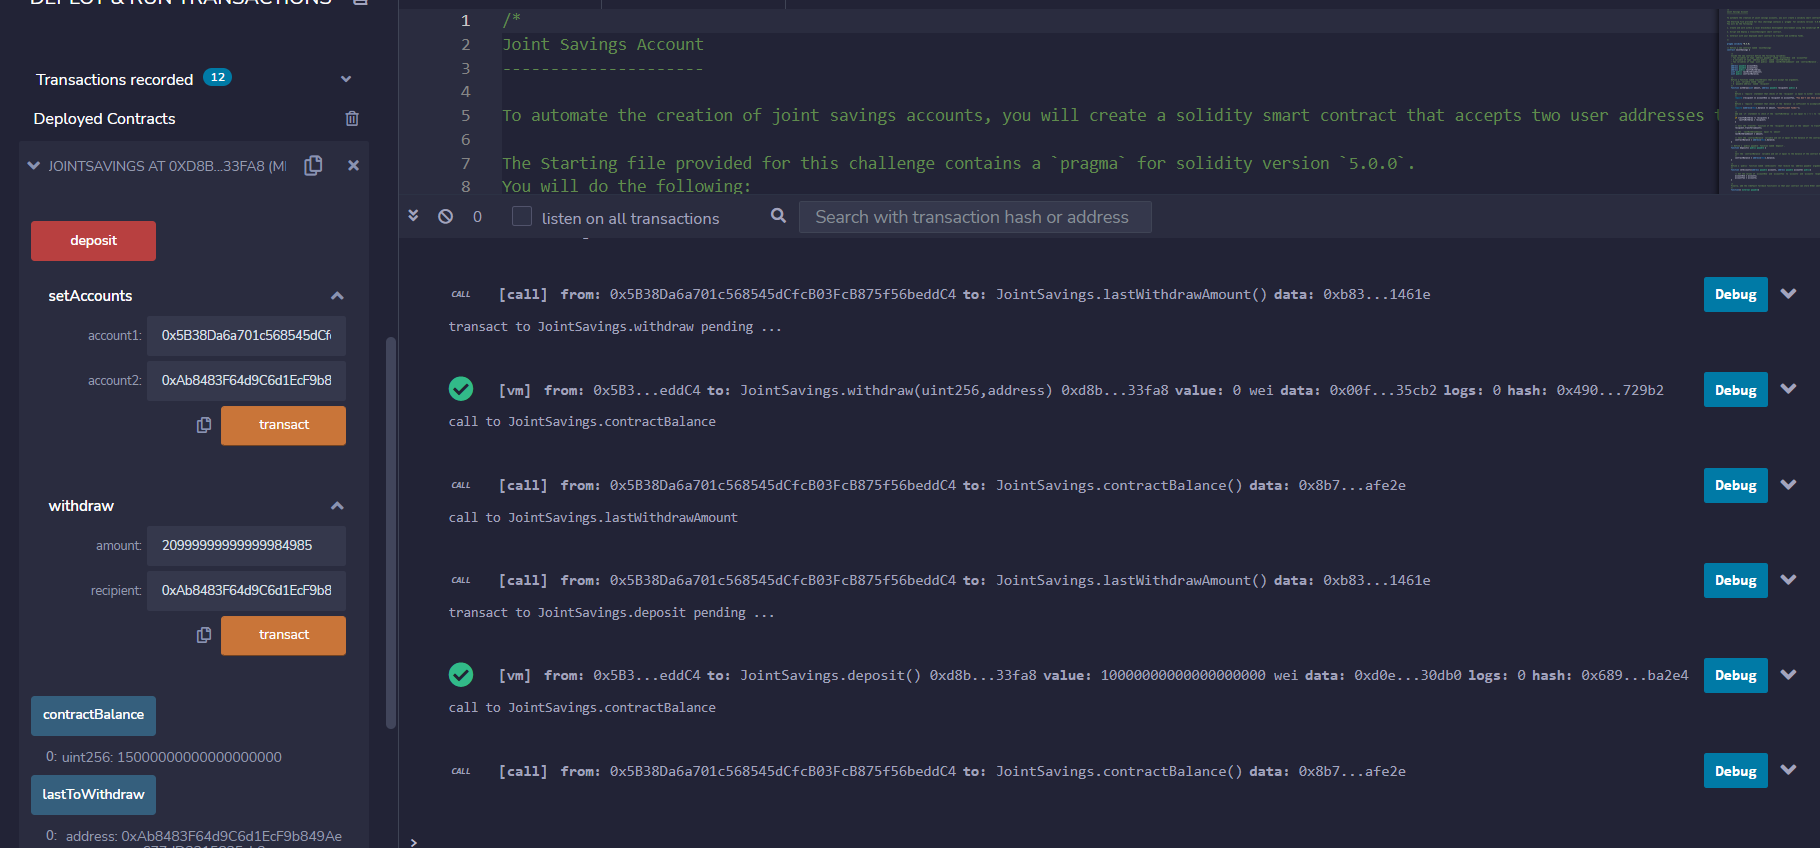 DEPLOY & RUN TRANSACTIONS
Transactions recorded 12
Deployed Contracts
JOINTSAVINGS AT 0XD8B...33FA8 (M
deposit
setAccounts
account1: 0x5B38Da6a701c568545dCf
account2: 0xAb8483F64d9C6d1EcF9b8
transact
withdraw
amount: 20999999999999984985
recipient: 0xAb8483F64d9C6d1EcF9b8
transact
contractBalance
0: uint256: 15000000000000000000
lastToWithdraw
0: address: 0xAb8483F64d9C6d1EcF9b849Ae
1 /*
2 Joint Savings Account
3 ---------------------
4
5 To automate the creation of joint savings accounts, you will create a solidity smart contract that accepts two user addresses
6
7 The Starting file provided for this challenge contains a `pragma` for solidity version `5.0.0`.
8 You will do the following:
0 listen on all transactions Search with transaction hash or address
CALL [call] from: 0x5B38Da6a701c568545dCfcB03FcB875f56beddC4 to: JointSavings.lastWithdrawAmount() data: 0xb83...1461e Debug
transact to JointSavings.withdraw pending ...
[vm] from: 0x5B3...eddC4 to: JointSavings.withdraw(uint256,address) 0xd8b...33fa8 value: 0 wei data: 0x00f...35cb2 logs: 0 hash: 0x490...729b2 Debug
call to JointSavings.contractBalance
CALL [call] from: 0x5B38Da6a701c568545dCfcB03FcB875f56beddC4 to: JointSavings.contractBalance() data: 0x8b7...afe2e Debug
call to JointSavings.lastWithdrawAmount
CALL [call] from: 0x5B38Da6a701c568545dCfcB03FcB875f56beddC4 to: JointSavings.lastWithdrawAmount() data: 0xb83...1461e Debug
transact to JointSavings.deposit pending ...
[vm] from: 0x5B3...eddC4 to: JointSavings.deposit() 0xd8b...33fa8 value: 10000000000000000000 wei data: 0xd0e...30db0 logs: 0 hash: 0x689...ba2e4 Debug
call to JointSavings.contractBalance
CALL [call] from: 0x5B38Da6a701c568545dCfcB03FcB875f56beddC4 to: JointSavings.contractBalance() data: 0x8b7...afe2e Debug
>